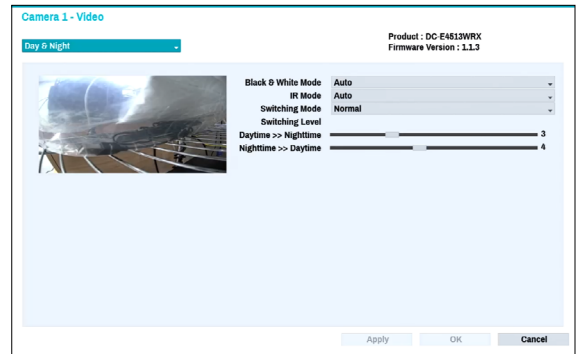 Camera 1 - Video
Day & Night
Product : DC-E4513WRX
Firmware Version : 1.1.3
Black & White Mode Auto
IR Mode Auto
Switching Mode Normal
Switching Level
Daytime >> Nighttime 3
Nighttime >> Daytime 4
Apply OK Cancel